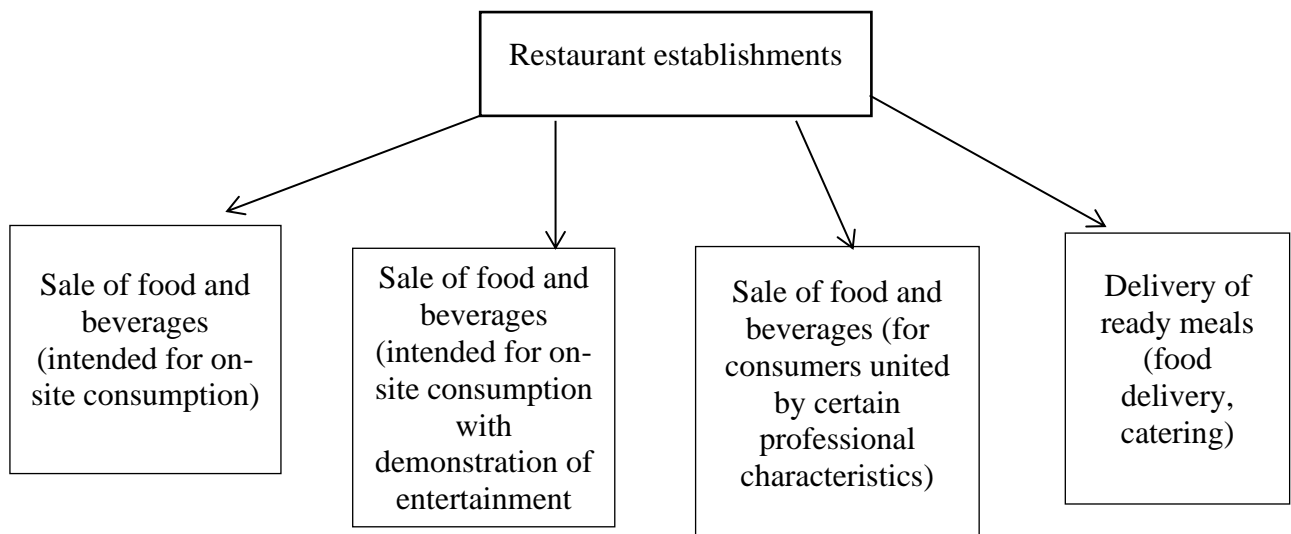 Restaurant establishments
Sale of food and
beverages
(intended for on-
site consumption)
Sale of food and
beverages
(intended for on-
site consumption
with
demonstration of
entertainment
Sale of food and
beverages (for
consumers united
by certain
professional
characteristics)
Delivery of
ready meals
(food
delivery,
catering)